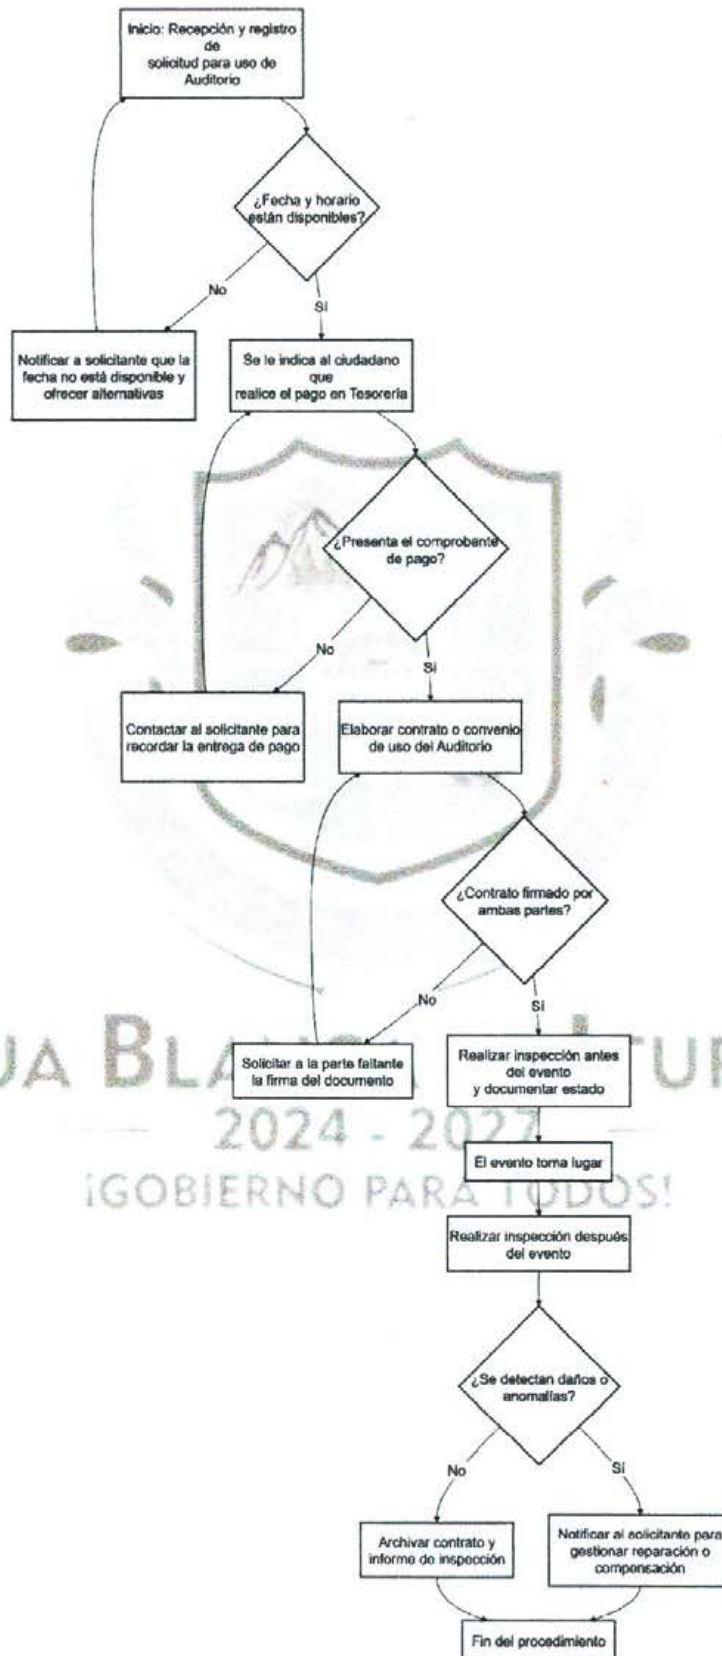 Inicio: Recepción y registro
de
solicitud para uso de
Auditorio
¿Fecha y horario
están disponibles?
No
Sí
Notificar a solicitante que la
fecha no está disponible y
ofrecer alternativas
Se le indica al ciudadano
que
realice el pago en Tesorería
¿Presenta el comprobante
de pago?
No
Sí
Contactar al solicitante para
recordar la entrega de pago
Elaborar contrato o convenio
de uso del Auditorio
¿Contrato firmado por
ambas partes?
No
Sí
Solicitar a la parte faltante
la firma del documento
Realizar inspección antes
del evento
y documentar estado
2024 - 2027
El evento toma lugar
¡GOBIERNO PARA TODOS!
Realizar inspección después
del evento
¿Se detectan daños o
anomalías?
No
Sí
Archivar contrato y
informe de inspección
Notificar al solicitante para
gestionar reparación o
compensación
Fin del procedimiento